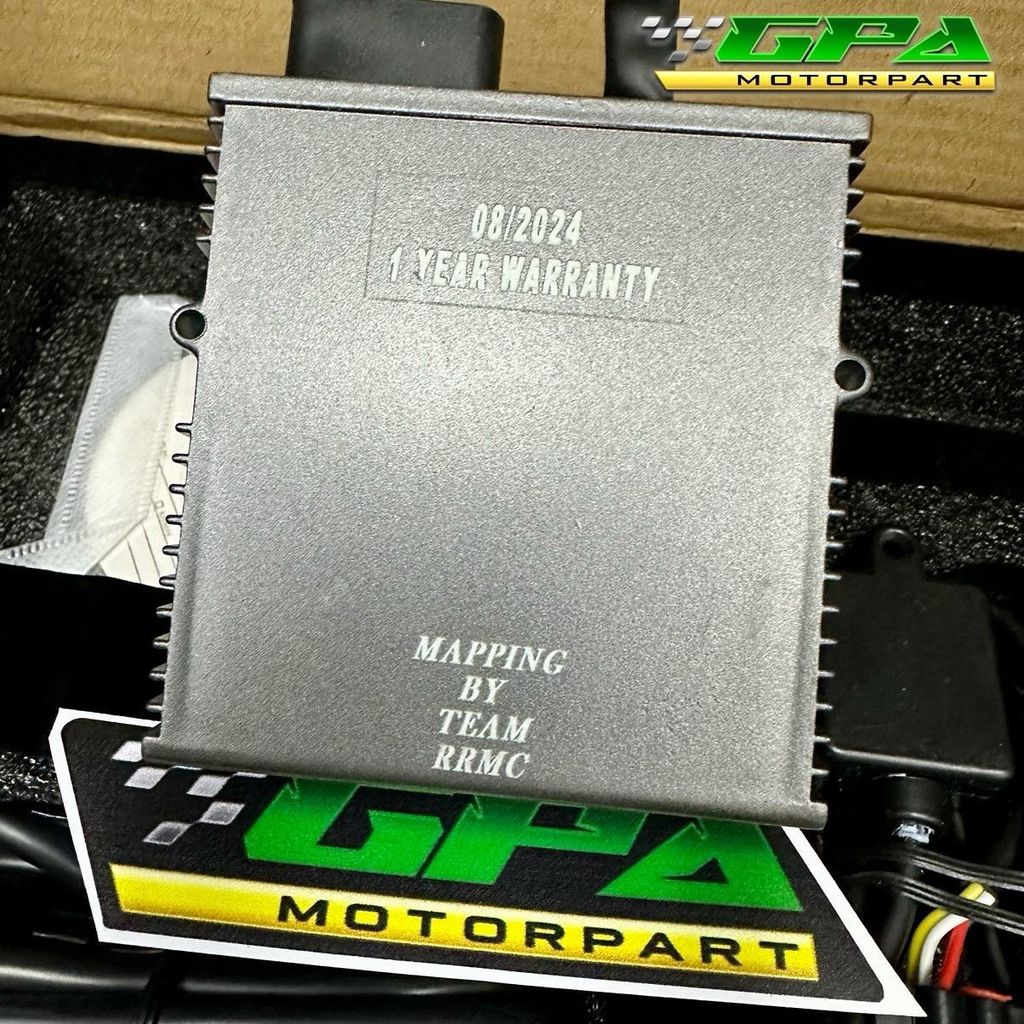 GPA
MOTORPART
08/2024
1 YEAR WARRANTY
MAPPING
BY
TEAM
RRMC
GPA
MOTORPART